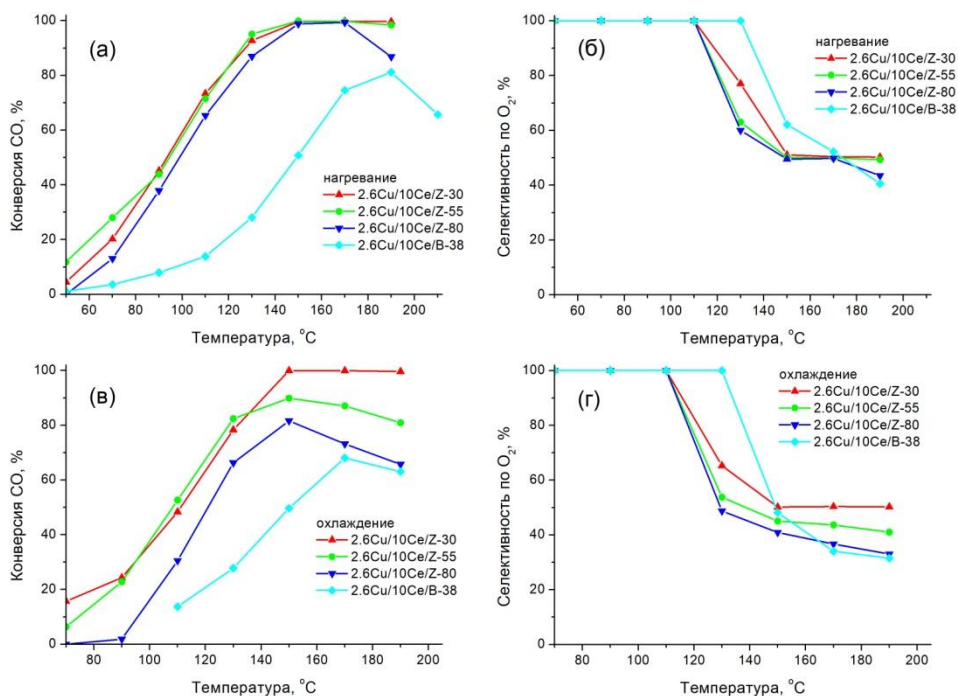 (а)
Конверсия CO, %
100
80
60
40
20
0
60 80 100 120 140 160 180 200
Температура, °C
нагревание
2.6Cu/10Ce/Z-30
2.6Cu/10Ce/Z-55
2.6Cu/10Ce/Z-80
2.6Cu/10Ce/B-38
(б)
Селективность по O₂, %
100
80
60
40
20
0
60 80 100 120 140 160 180 200
Температура, °C
нагревание
2.6Cu/10Ce/Z-30
2.6Cu/10Ce/Z-55
2.6Cu/10Ce/Z-80
2.6Cu/10Ce/B-38
(в)
Конверсия CO, %
100
80
60
40
20
0
80 100 120 140 160 180 200
Температура, °C
охлаждение
2.6Cu/10Ce/Z-30
2.6Cu/10Ce/Z-55
2.6Cu/10Ce/Z-80
2.6Cu/10Ce/B-38
(г)
Селективность по O₂, %
100
80
60
40
20
0
80 100 120 140 160 180 200
Температура, °C
охлаждение
2.6Cu/10Ce/Z-30
2.6Cu/10Ce/Z-55
2.6Cu/10Ce/Z-80
2.6Cu/10Ce/B-38